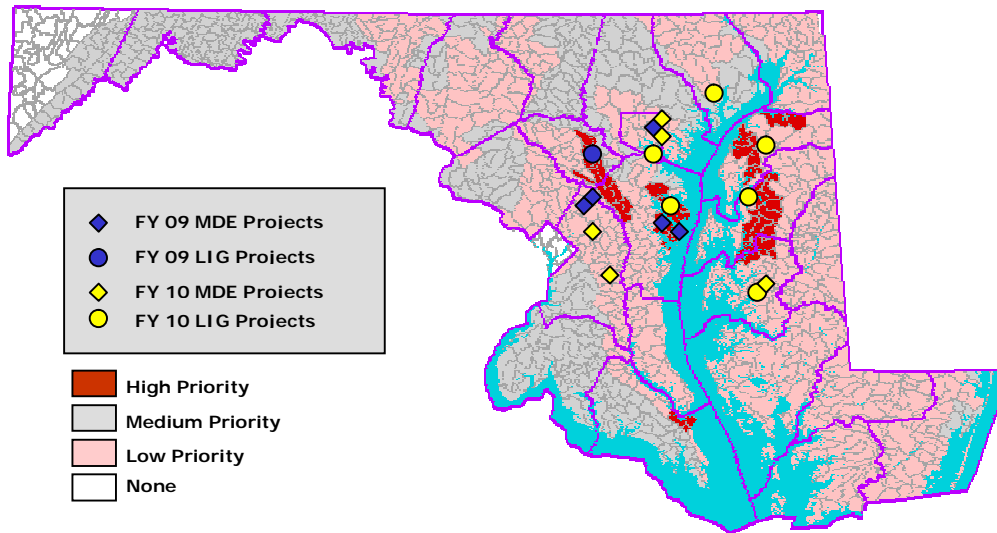 FY 09 MDE Projects
FY 09 LIG Projects
FY 10 MDE Projects
FY 10 LIG Projects
High Priority
Medium Priority
Low Priority
None